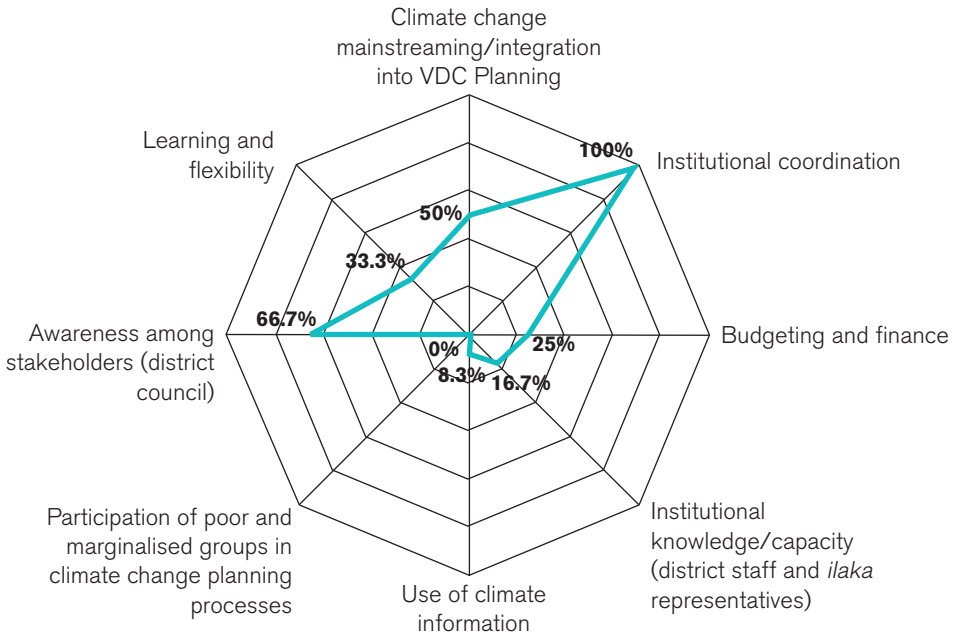 Climate change
mainstreaming/integration
into VDC Planning
Learning and
flexibility
100%
Institutional coordination
50%
33.3%
66.7%
Awareness among
stakeholders (district
council)
0%
25%
Budgeting and finance
8.3%
16.7%
Participation of poor and
marginalised groups in
climate change planning
processes
Use of climate
information
Institutional
knowledge/capacity
(district staff and ilaka
representatives)